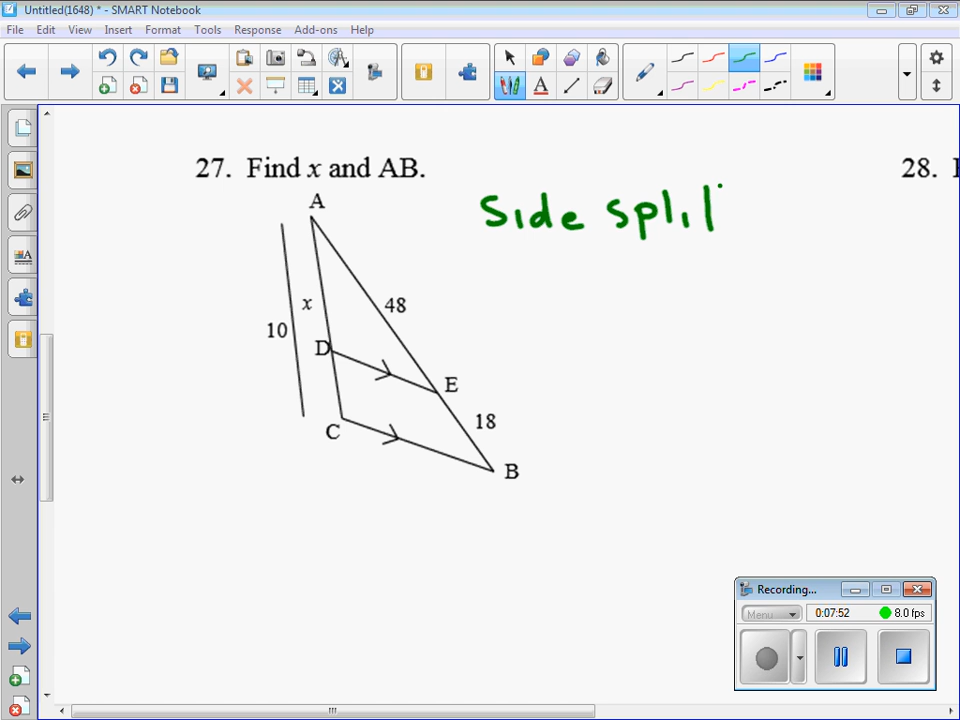 Untitled(1648) * - SMART Notebook
File Edit View Insert Format Tools Response Add-ons Help
27. Find x and AB.
28.
Side split
A
x
48
10
D
E
18
C
B
Recording...
Menu
0:07:52
8.0 fps